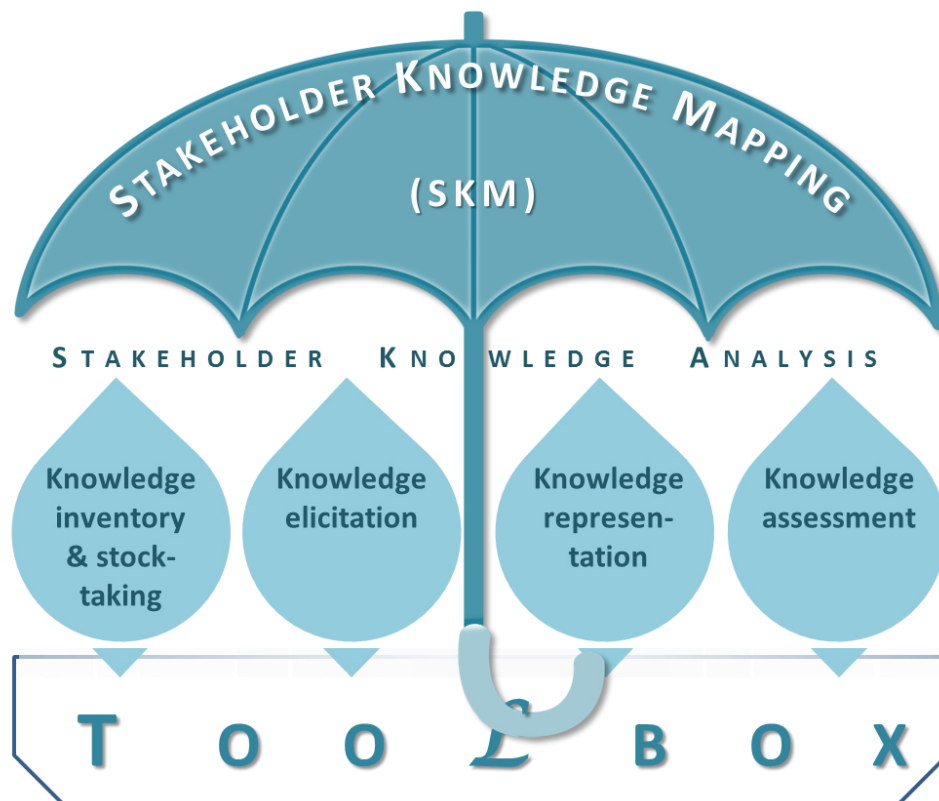 STAKEHOLDER KNOWLEDGE MAPPING
(SKM)
STAKEHOLDER KNOWLEDGE ANALYSIS
Knowledge
inventory
& stock-
taking
Knowledge
elicitation
Knowledge
represen-
tation
Knowledge
assessment
TOOLBOX